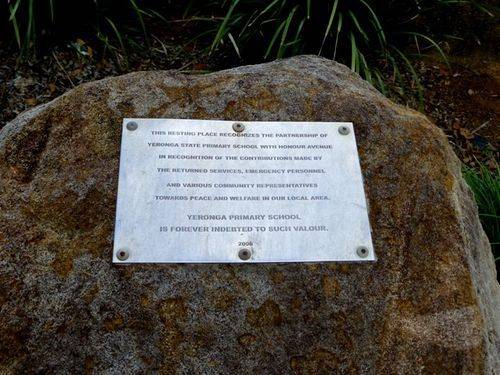 THIS RESTING PLACE RECOGNIZES THE PARTNERSHIP OF
YERONGA STATE PRIMARY SCHOOL WITH HONOUR AVENUE
IN RECOGNITION OF THE CONTRIBUTIONS MADE BY
THE RETURNED SERVICES, EMERGENCY PERSONNEL
AND VARIOUS COMMUNITY REPRESENTATIVES
TOWARDS PEACE AND WELFARE IN OUR LOCAL AREA.
YERONGA PRIMARY SCHOOL
IS FOREVER INDEBTED TO SUCH VALOUR.
2006